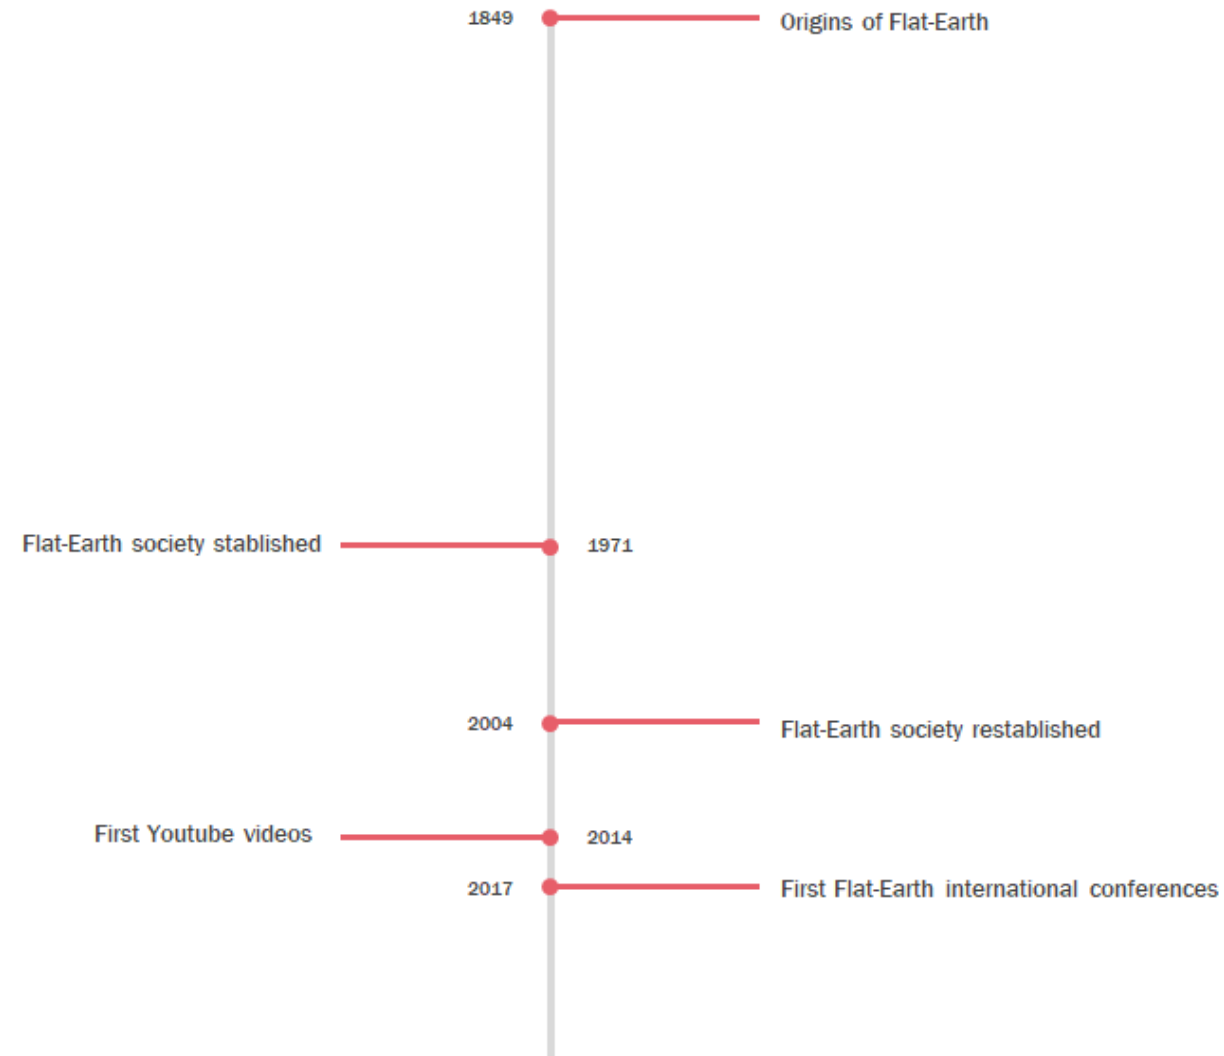 1849 Origins of Flat-Earth
Flat-Earth society stablished 1971
2004 Flat-Earth society restablished
First Youtube videos 2014
2017 First Flat-Earth international conferences